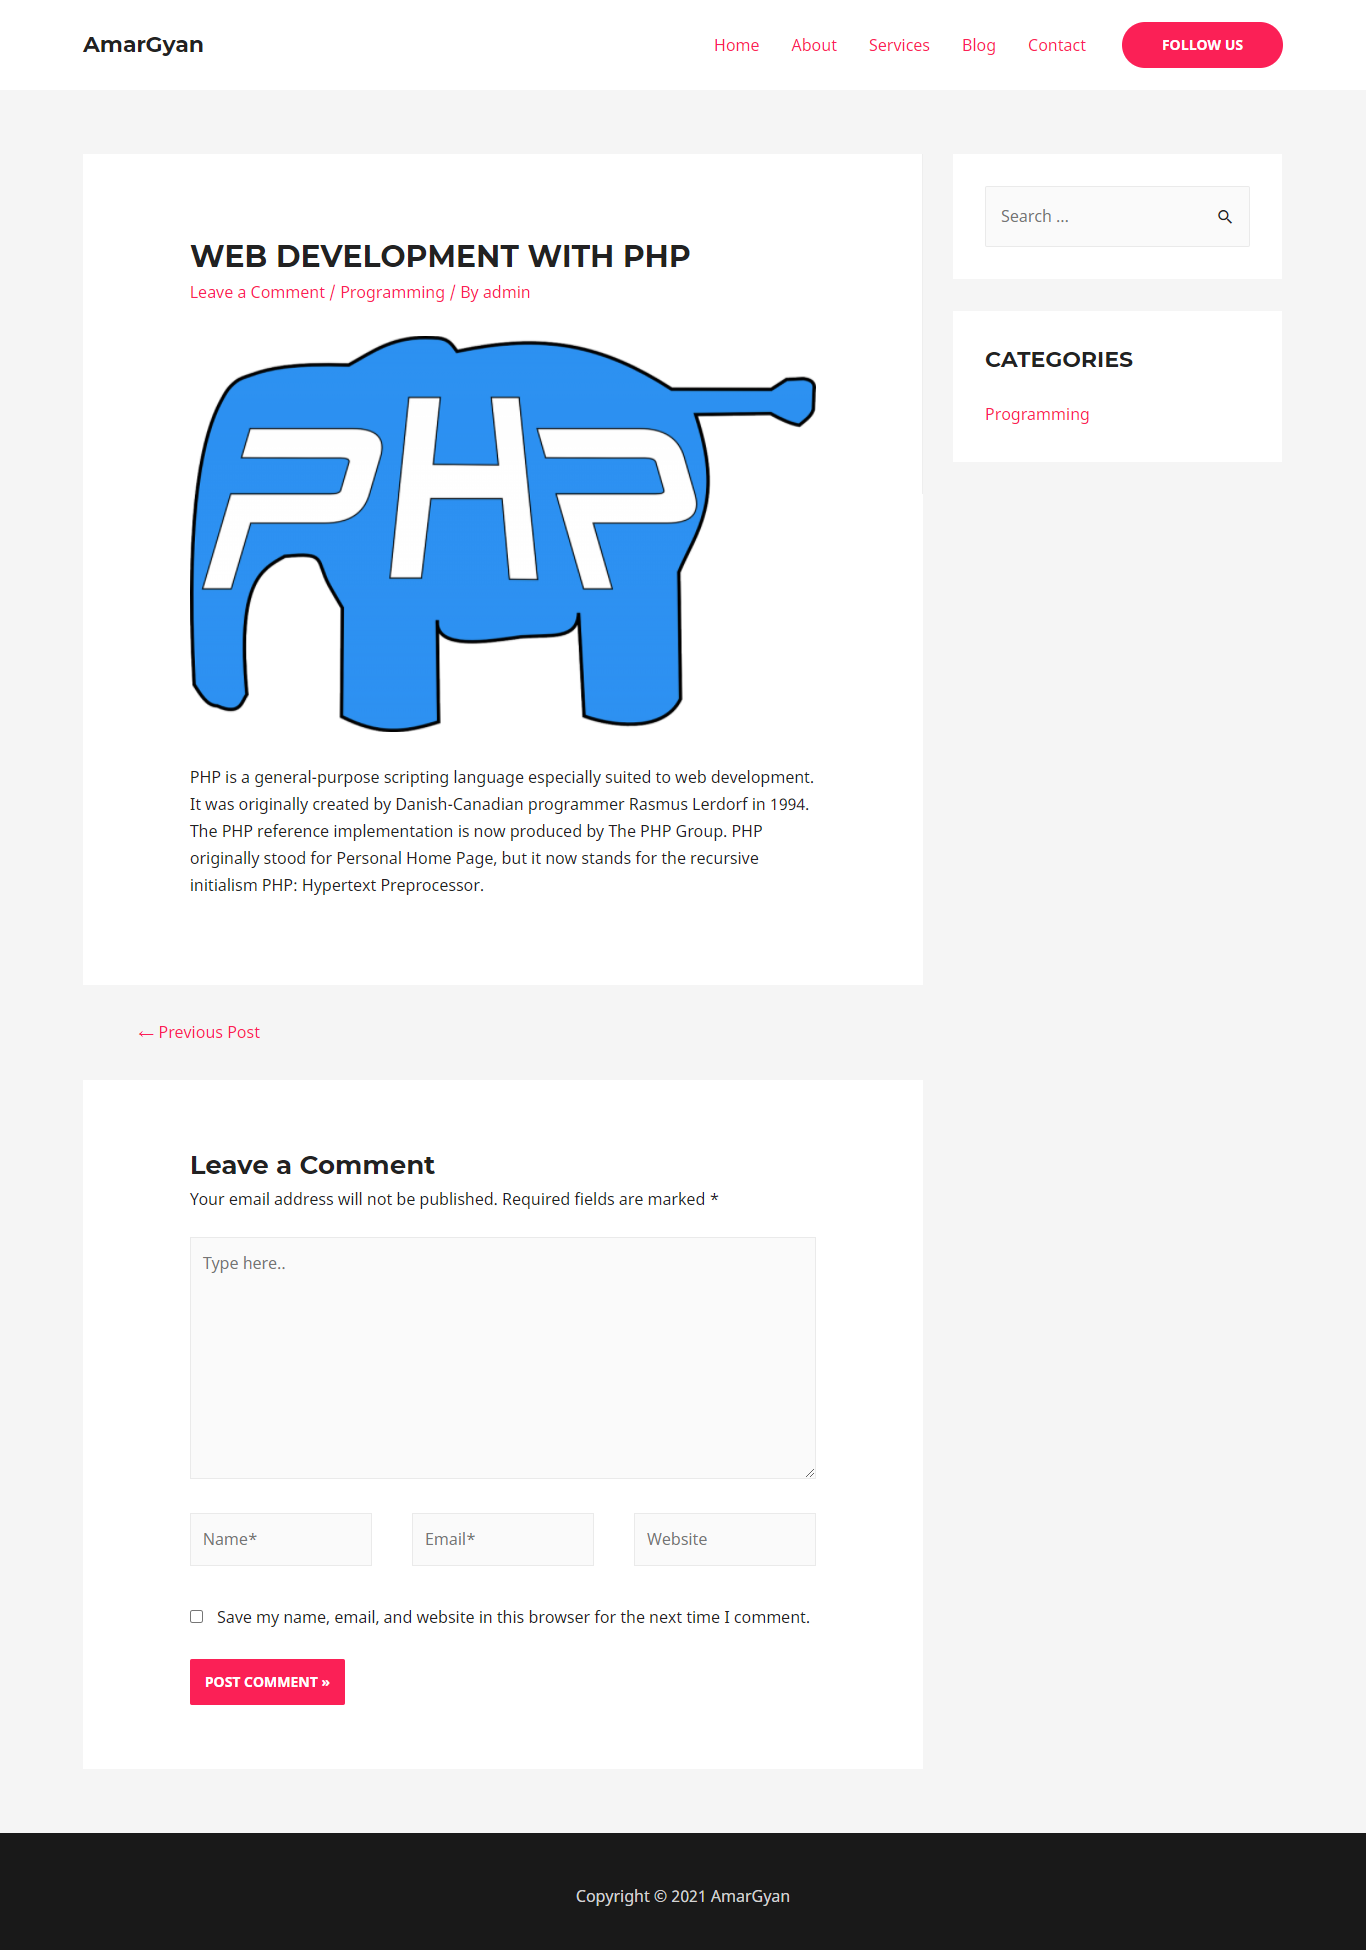 AmarGyan
Home About Services Blog Contact FOLLOW US
WEB DEVELOPMENT WITH PHP
Leave a Comment / Programming / By admin
PHP
PHP is a general-purpose scripting language especially suited to web development.
It was originally created by Danish-Canadian programmer Rasmus Lerdorf in 1994.
The PHP reference implementation is now produced by The PHP Group. PHP
originally stood for Personal Home Page, but it now stands for the recursive
initialism PHP: Hypertext Preprocessor.
← Previous Post
Leave a Comment
Your email address will not be published. Required fields are marked *
Type here..
Name* Email* Website
Save my name, email, and website in this browser for the next time I comment.
POST COMMENT »
Search ...
CATEGORIES
Programming
Copyright © 2021 AmarGyan